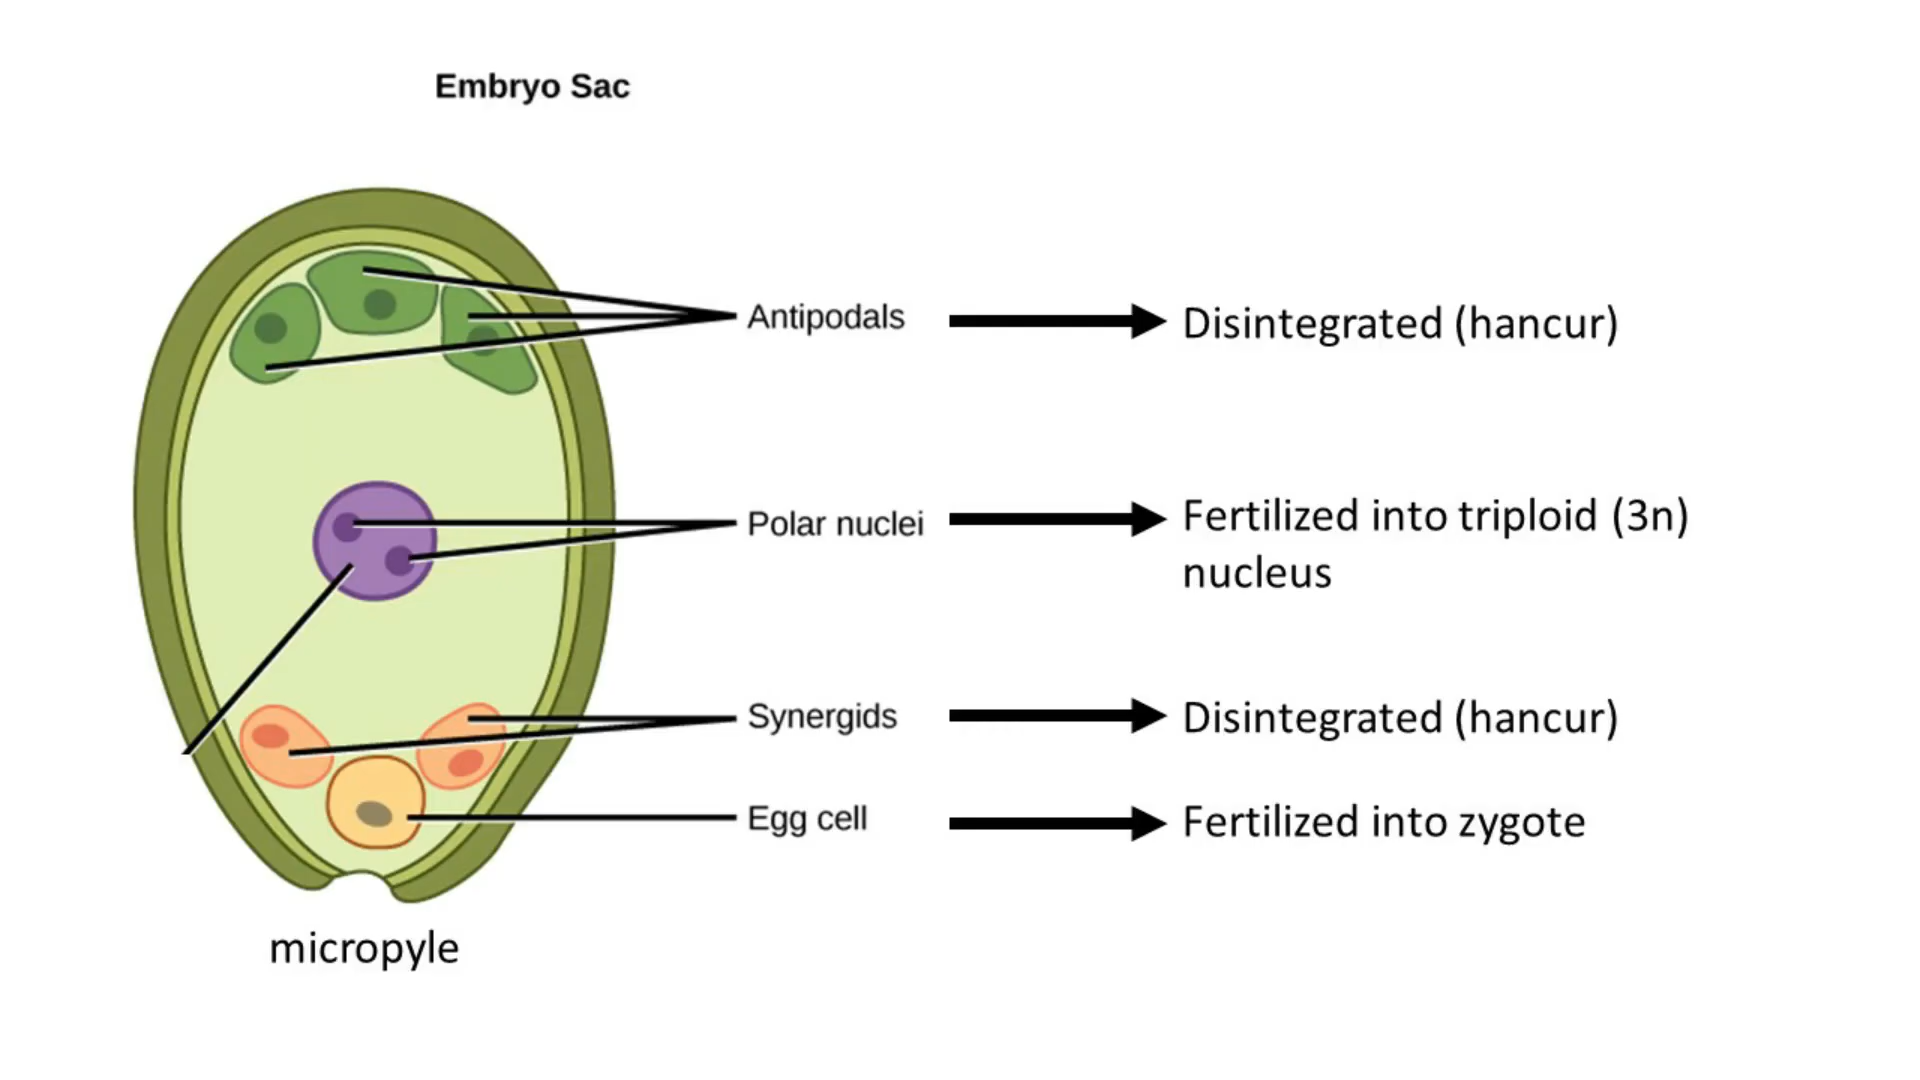 Embryo Sac
Antipodals
Disintegrated (hancur)
Polar nuclei
Fertilized into triploid (3n)
nucleus
Synergids
Disintegrated (hancur)
Egg cell
Fertilized into zygote
micropyle